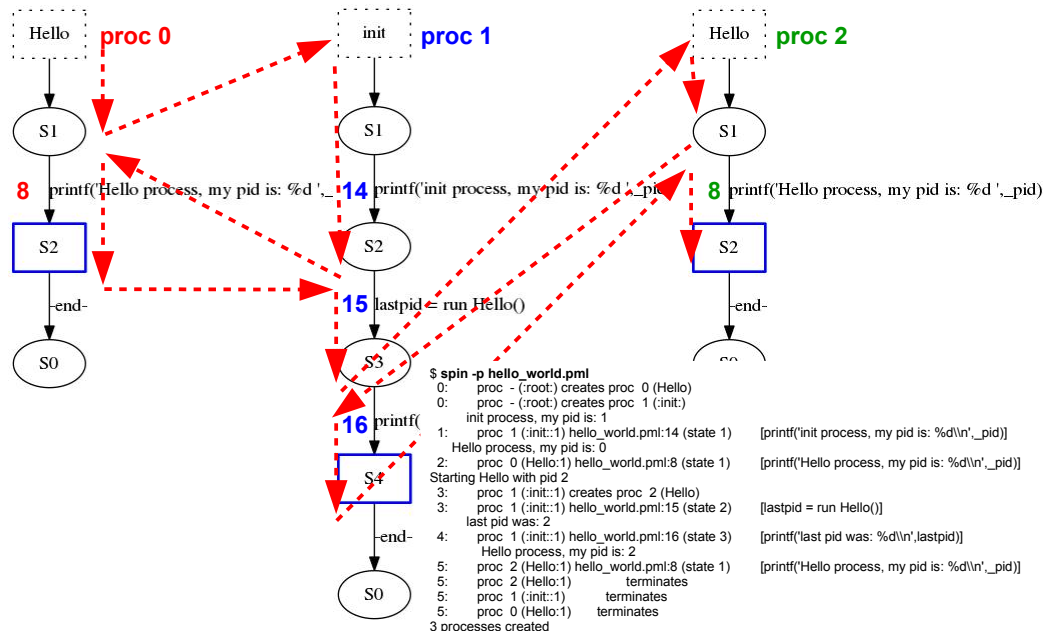 Hello proc 0 init proc 1 Hello proc 2
S1 S1 S1
8 printf('Hello process, my pid is: %d ',_ 14 printf('init process, my pid is: %d ',_pid) 8 printf('Hello process, my pid is: %d ',_pid)
S2 S2 S2
-end- 15 lastpid = run Hello() -end-
S0 S3
16 printf(
S4
-end-
S0
$ spin -p hello_world.pml
0: proc - (:root:) creates proc 0 (Hello)
0: proc - (:root:) creates proc 1 (:init:)
init process, my pid is: 1
1: proc 1 (:init::1) hello_world.pml:14 (state 1) [printf('init process, my pid is: %d\\n',_pid)]
Hello process, my pid is: 0
2: proc 0 (Hello:1) hello_world.pml:8 (state 1) [printf('Hello process, my pid is: %d\\n',_pid)]
Starting Hello with pid 2
3: proc 1 (:init::1) creates proc 2 (Hello)
3: proc 1 (:init::1) hello_world.pml:15 (state 2) [lastpid = run Hello()]
last pid was: 2
4: proc 1 (:init::1) hello_world.pml:16 (state 3) [printf('last pid was: %d\\n',lastpid)]
Hello process, my pid is: 2
5: proc 2 (Hello:1) hello_world.pml:8 (state 1) [printf('Hello process, my pid is: %d\\n',_pid)]
5: proc 2 (Hello:1) terminates
5: proc 1 (:init::1) terminates
5: proc 0 (Hello:1) terminates
3 processes created